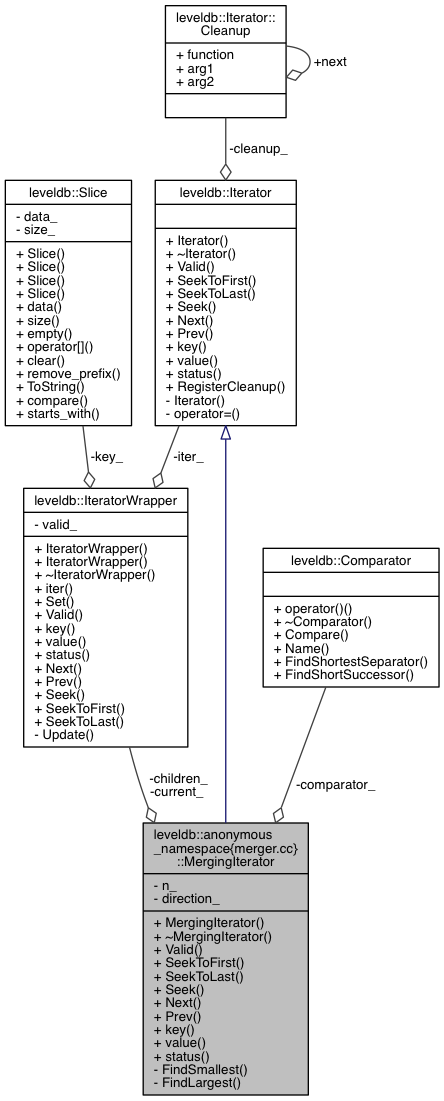 leveldb::Iterator::
Cleanup
+ function
+ arg1
+ arg2
+next
-cleanup_
leveldb::Slice
- data_
- size_
+ Slice()
+ Slice()
+ Slice()
+ Slice()
+ data()
+ size()
+ empty()
+ operator[]()
+ clear()
+ remove_prefix()
+ ToString()
+ compare()
+ starts_with()
leveldb::Iterator
+ Iterator()
+ ~Iterator()
+ Valid()
+ SeekToFirst()
+ SeekToLast()
+ Seek()
+ Next()
+ Prev()
+ key()
+ value()
+ status()
+ RegisterCleanup()
- Iterator()
- operator=()
-key_
-iter_
leveldb::IteratorWrapper
- valid_
+ IteratorWrapper()
+ IteratorWrapper()
+ ~IteratorWrapper()
+ iter()
+ Set()
+ Valid()
+ key()
+ value()
+ status()
+ Next()
+ Prev()
+ Seek()
+ SeekToFirst()
+ SeekToLast()
- Update()
leveldb::Comparator
+ operator()()
+ ~Comparator()
+ Compare()
+ Name()
+ FindShortestSeparator()
+ FindShortSuccessor()
-children_
-current_
-comparator_
leveldb::anonymous
_namespace{merger.cc}
::MergingIterator
- n_
- direction_
+ MergingIterator()
+ ~MergingIterator()
+ Valid()
+ SeekToFirst()
+ SeekToLast()
+ Seek()
+ Next()
+ Prev()
+ key()
+ value()
+ status()
- FindSmallest()
- FindLargest()